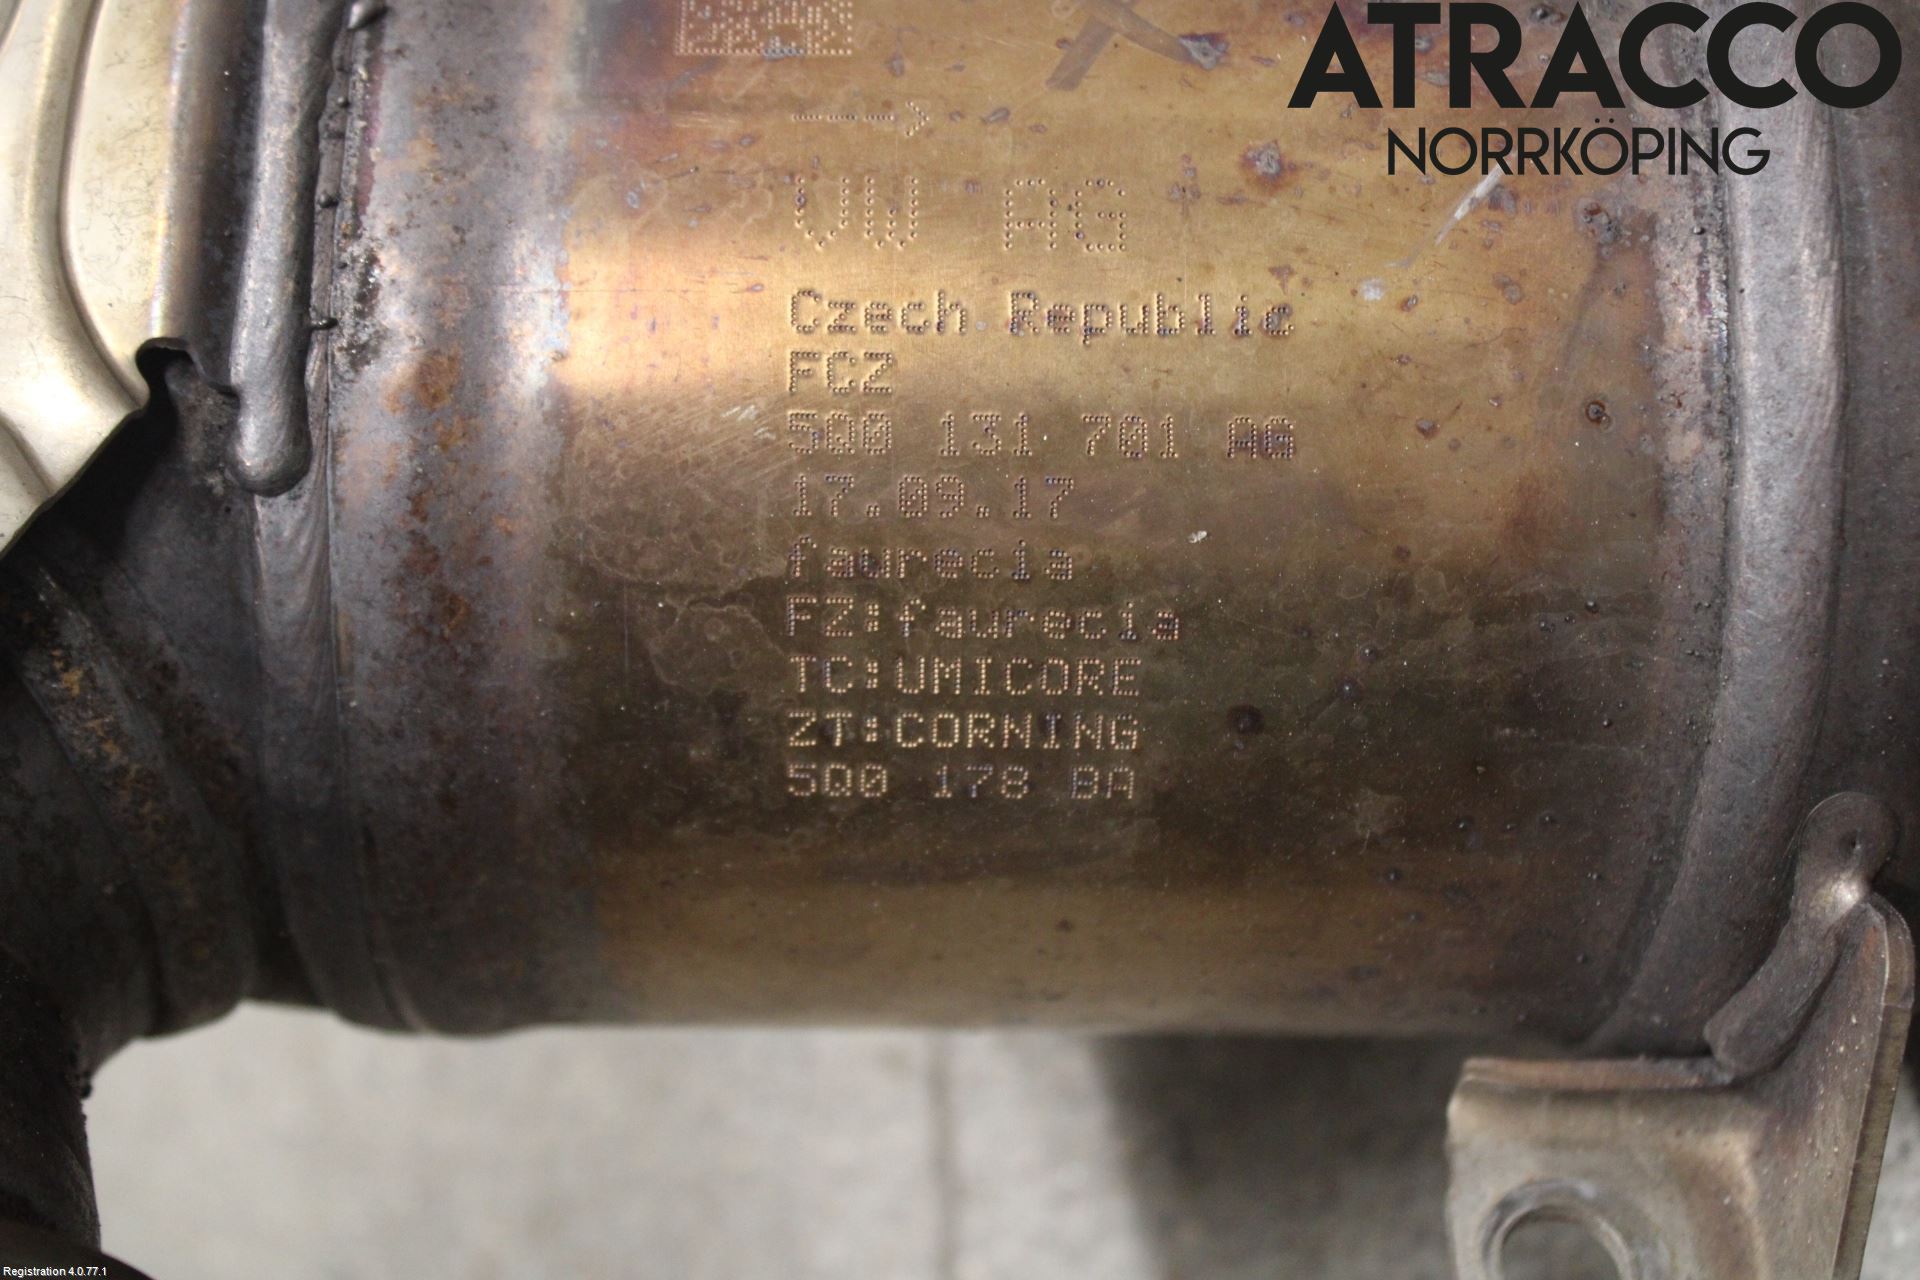 ATRACCO
NORRKÖPING
--->
VW AG
Czech Republic
FCZ
5Q0 131 701 AG
17.09.17
faurecia
FZ:faurecia
TC:UMICORE
ZT:CORNING
5Q0 178 BA
Registration 4.0.77.1